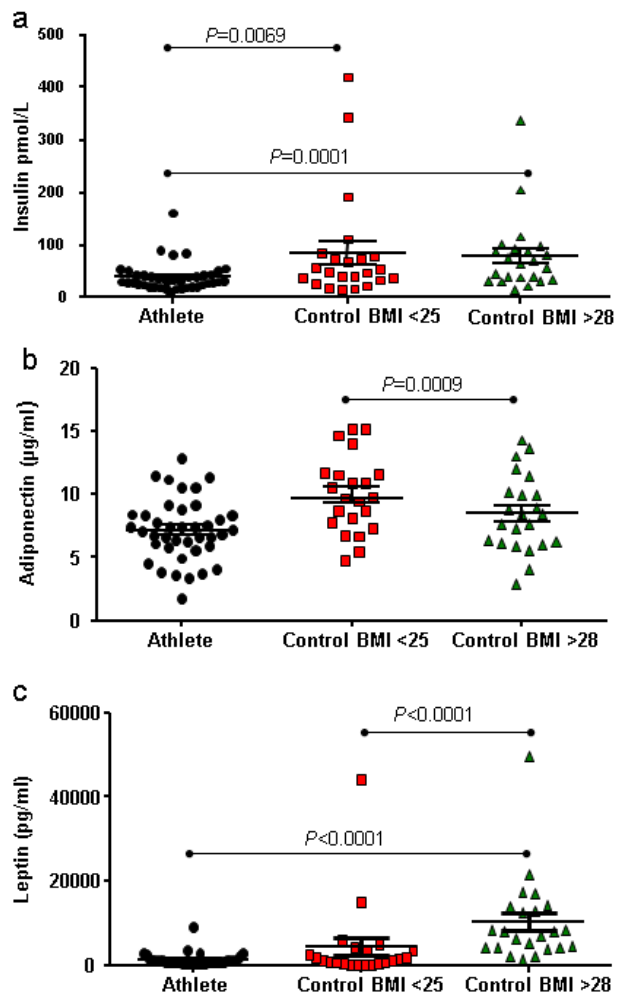 a
500
400
300
200
100
0
Insulin pmol/L
P=0.0069
P=0.0001
Athlete
Control BMI <25
Control BMI >28
b
20
15
10
5
0
Adiponectin (µg/ml)
P=0.0009
Athlete
Control BMI <25
Control BMI >28
c
60000
40000
20000
0
Leptin (pg/ml)
P<0.0001
P<0.0001
Athlete
Control BMI <25
Control BMI >28